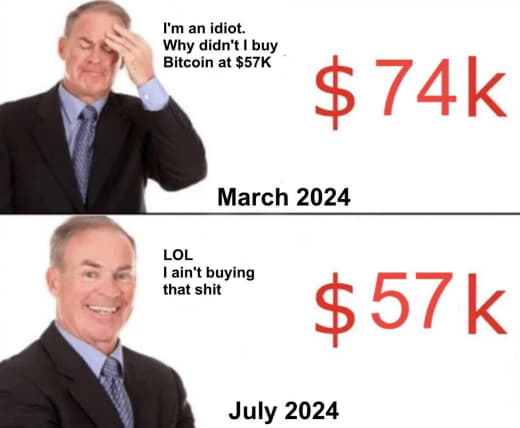 I'm an idiot.
Why didn't I buy
Bitcoin at $57K
$74k
March 2024
LOL
I ain't buying
that shit
$57k
July 2024